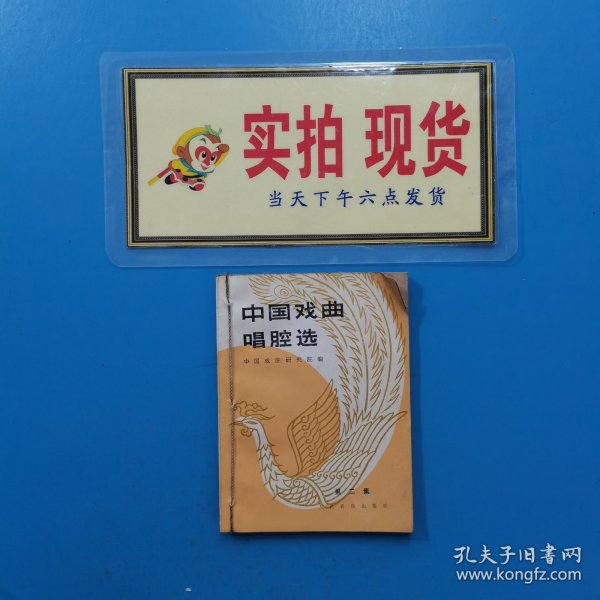 实拍 现货
当天下午六点发货
中国戏曲
唱腔选
中国戏曲研究院编
第二集
孔夫子旧书网
www.kongfz.com